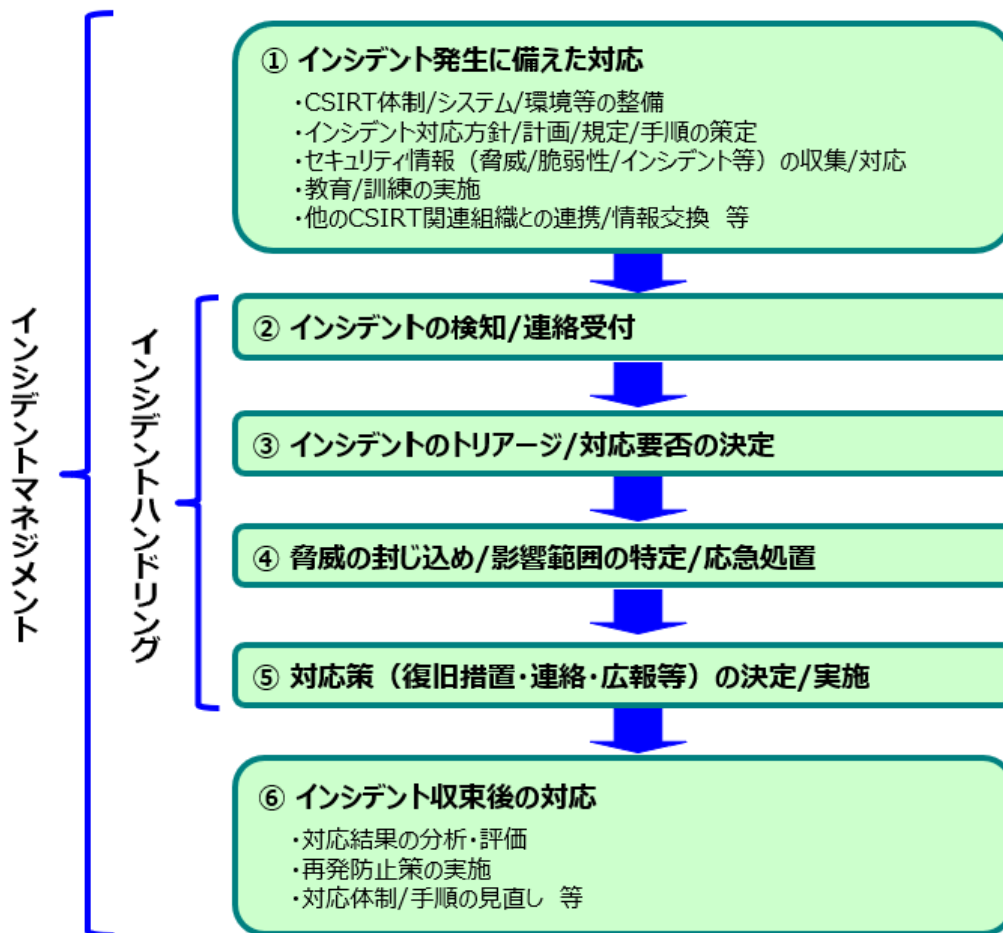 ① インシデント発生に備えた対応
・CSIRT体制/システム/環境等の整備
・インシデント対応方針/計画/規定/手順の策定
・セキュリティ情報（脅威/脆弱性/インシデント等）の収集/対応
・教育/訓練の実施
・他のCSIRT関連組織との連携/情報交換 等
インシデントマネジメント
インシデントハンドリング
② インシデントの検知/連絡受付
③ インシデントのトリアージ/対応要否の決定
④ 脅威の封じ込め/影響範囲の特定/応急処置
⑤ 対応策（復旧措置・連絡・広報等）の決定/実施
⑥ インシデント収束後の対応
・対応結果の分析・評価
・再発防止策の実施
・対応体制/手順の見直し 等